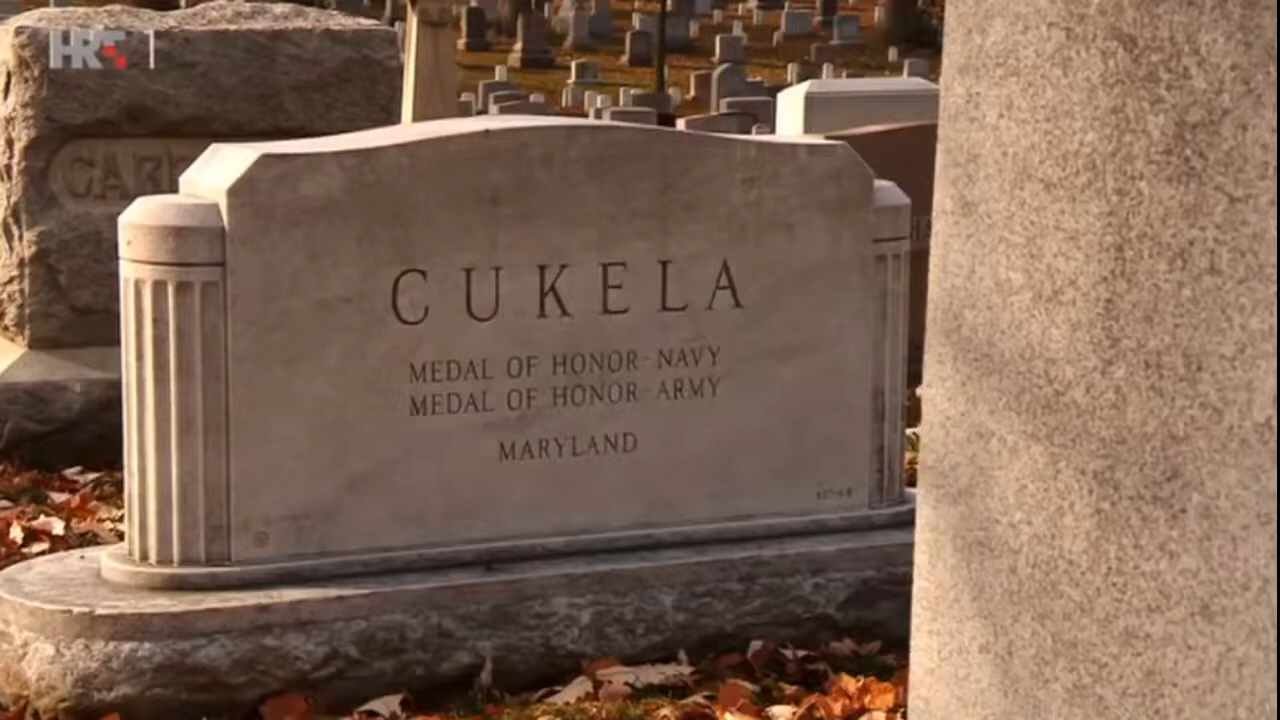 HRT
CUKELA
MEDAL OF HONOR-NAVY
MEDAL OF HONOR-ARMY
MARYLAND